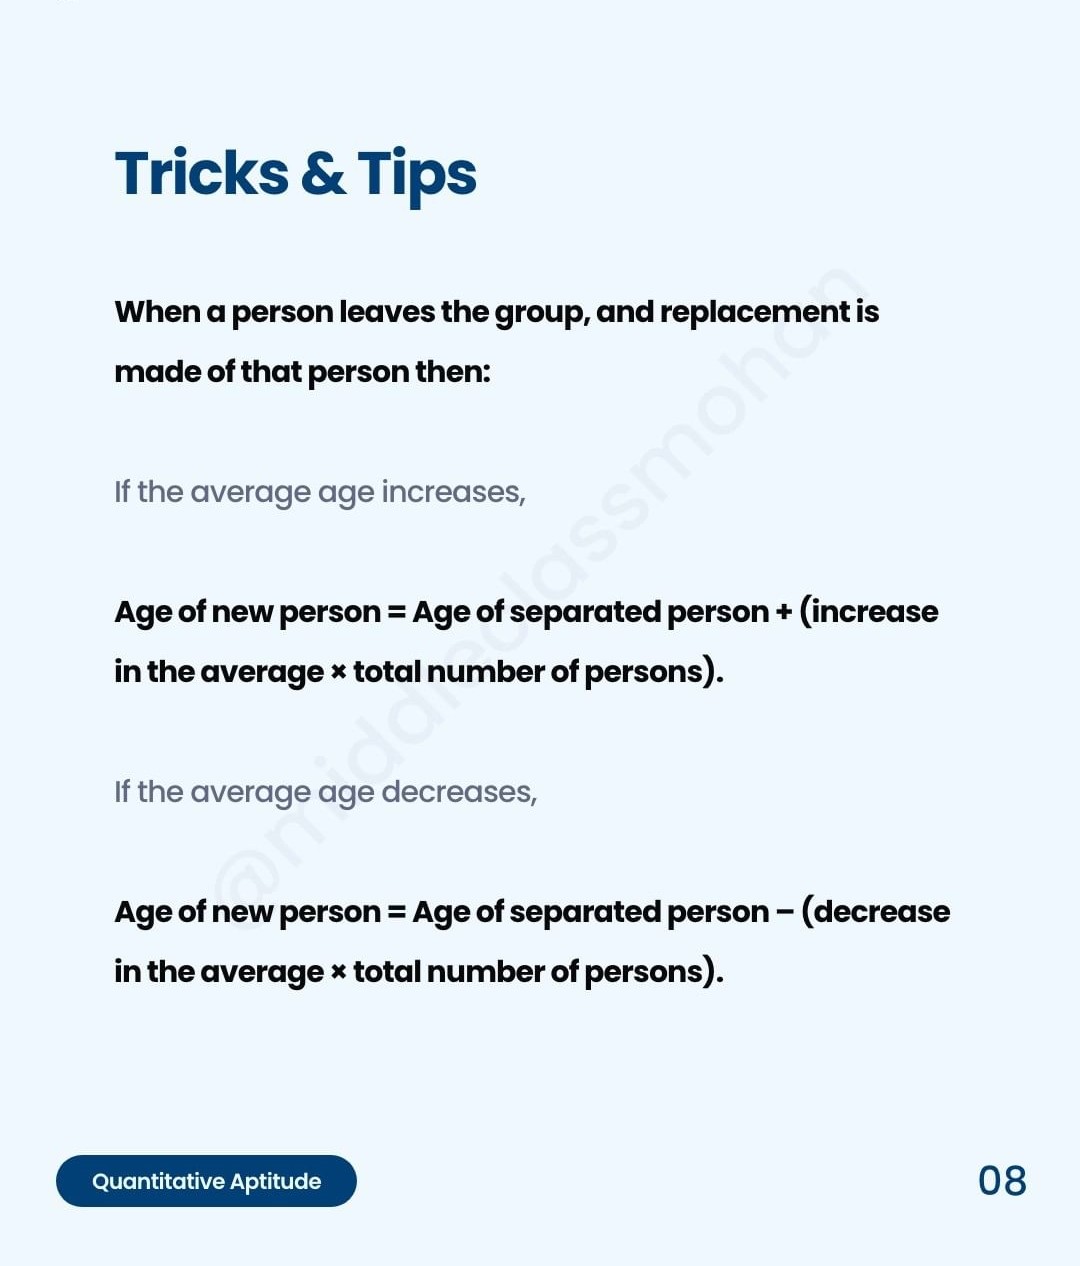 Tricks & Tips
When a person leaves the group, and replacement is
made of that person then:
If the average age increases,
Age of new person = Age of separated person + (increase
in the average × total number of persons).
If the average age decreases,
Age of new person = Age of separated person – (decrease
in the average × total number of persons).
@middleclassmohan
Quantitative Aptitude
08